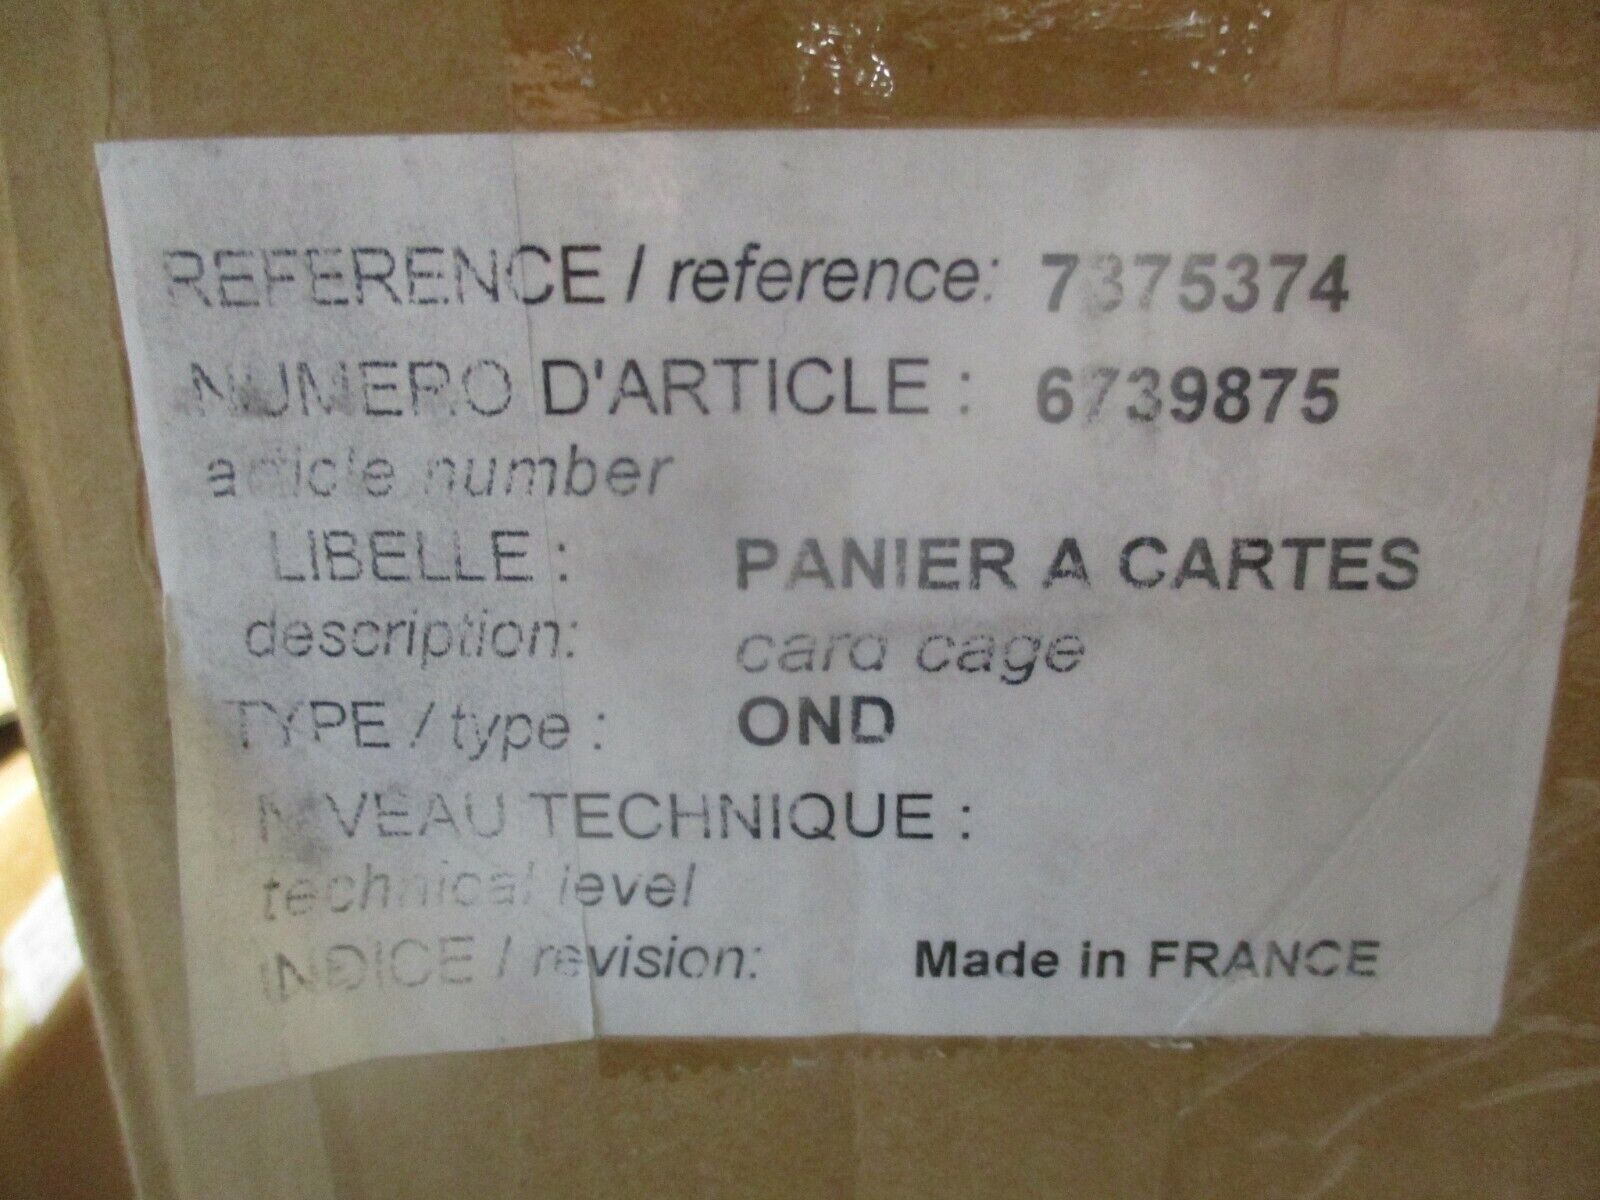 REFERENCE / reference: 7375374
NUMERO D'ARTICLE : 6739875
article number
LIBELLE : PANIER A CARTES
description: card cage
TYPE / type : OND
NIVEAU TECHNIQUE :
technical level
INDICE / revision: Made in FRANCE